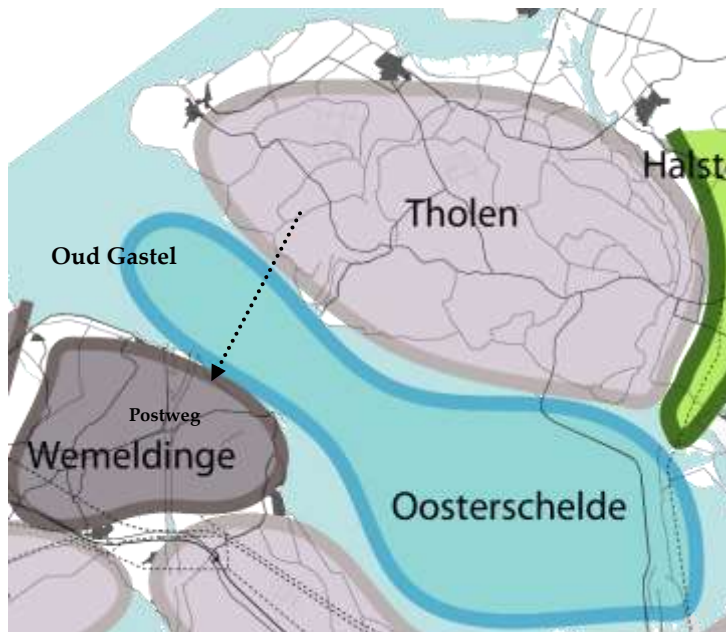 Halst
Tholen
Oud Gastel
Postweg
Wemeldinge
Oosterschelde